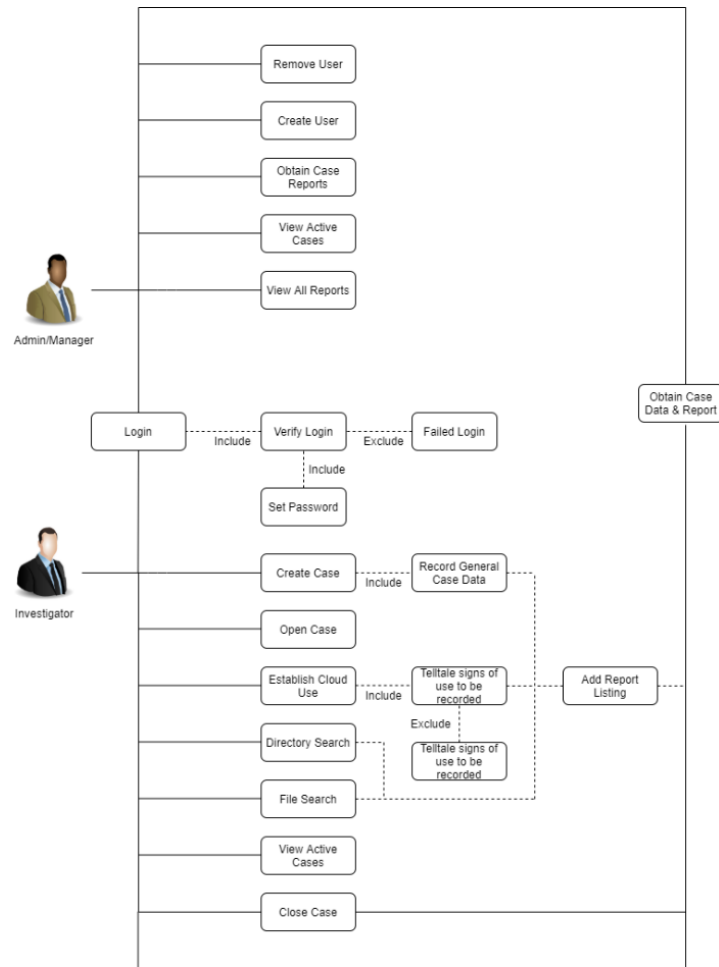 Remove User
Create User
Obtain Case
Reports
View Active
Cases
View All Reports
Admin/Manager
Obtain Case
Data & Report
Login
Include
Verify Login
Exclude
Failed Login
Include
Set Password
Investigator
Create Case
Include
Record General
Case Data
Open Case
Establish Cloud
Use
Include
Telltale signs of
use to be
recorded
Add Report
Listing
Exclude
Directory Search
Telltale signs of
use to be
recorded
File Search
View Active
Cases
Close Case